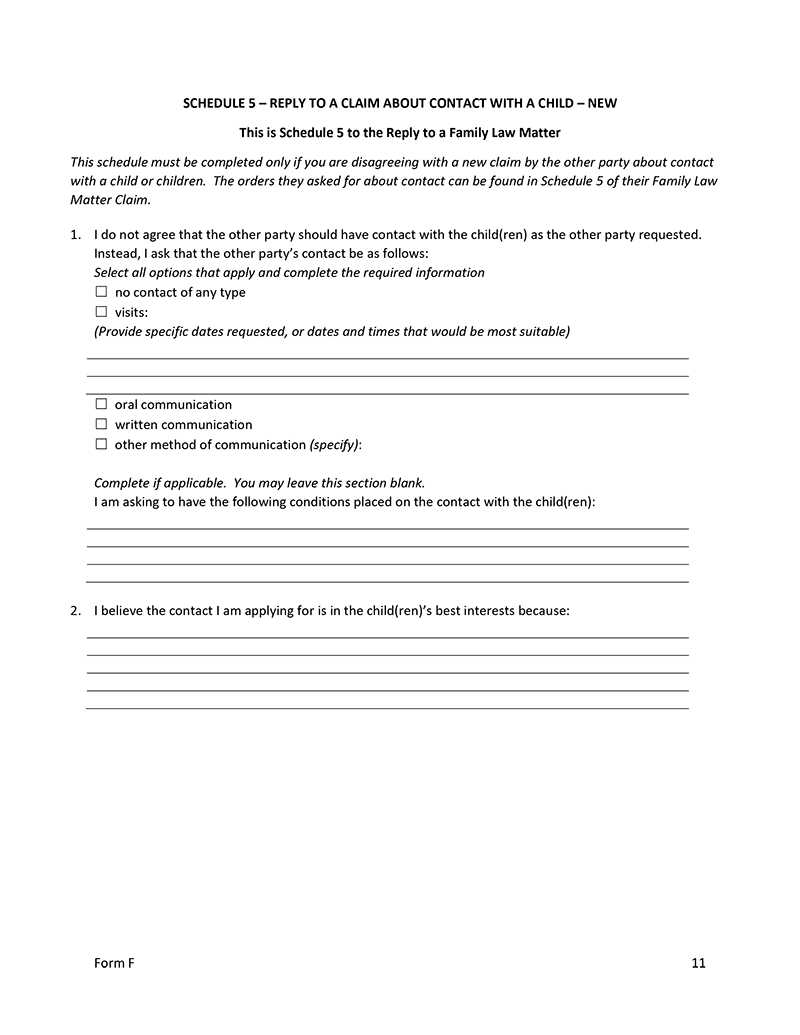 SCHEDULE 5 – REPLY TO A CLAIM ABOUT CONTACT WITH A CHILD – NEW
This is Schedule 5 to the Reply to a Family Law Matter
This schedule must be completed only if you are disagreeing with a new claim by the other party about contact
with a child or children. The orders they asked for about contact can be found in Schedule 5 of their Family Law
Matter Claim.
1. I do not agree that the other party should have contact with the child(ren) as the other party requested.
Instead, I ask that the other party's contact be as follows:
Select all options that apply and complete the required information
☐ no contact of any type
☐ visits:
(Provide specific dates requested, or dates and times that would be most suitable)
☐ oral communication
☐ written communication
☐ other method of communication (specify):
Complete if applicable. You may leave this section blank.
I am asking to have the following conditions placed on the contact with the child(ren):
2. I believe the contact I am applying for is in the child(ren)'s best interests because:
Form F 11